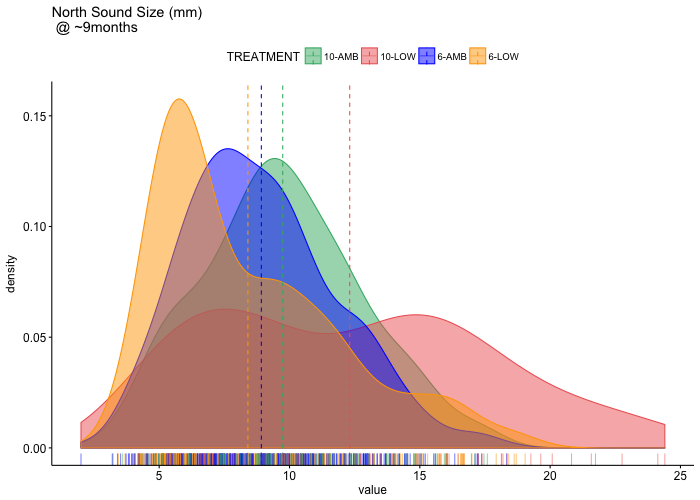 North Sound Size (mm)
@ ~9months
TREATMENT 10-AMB 10-LOW 6-AMB 6-LOW
0.15
0.10
0.05
0.00
density
5 10 15 20 25
value